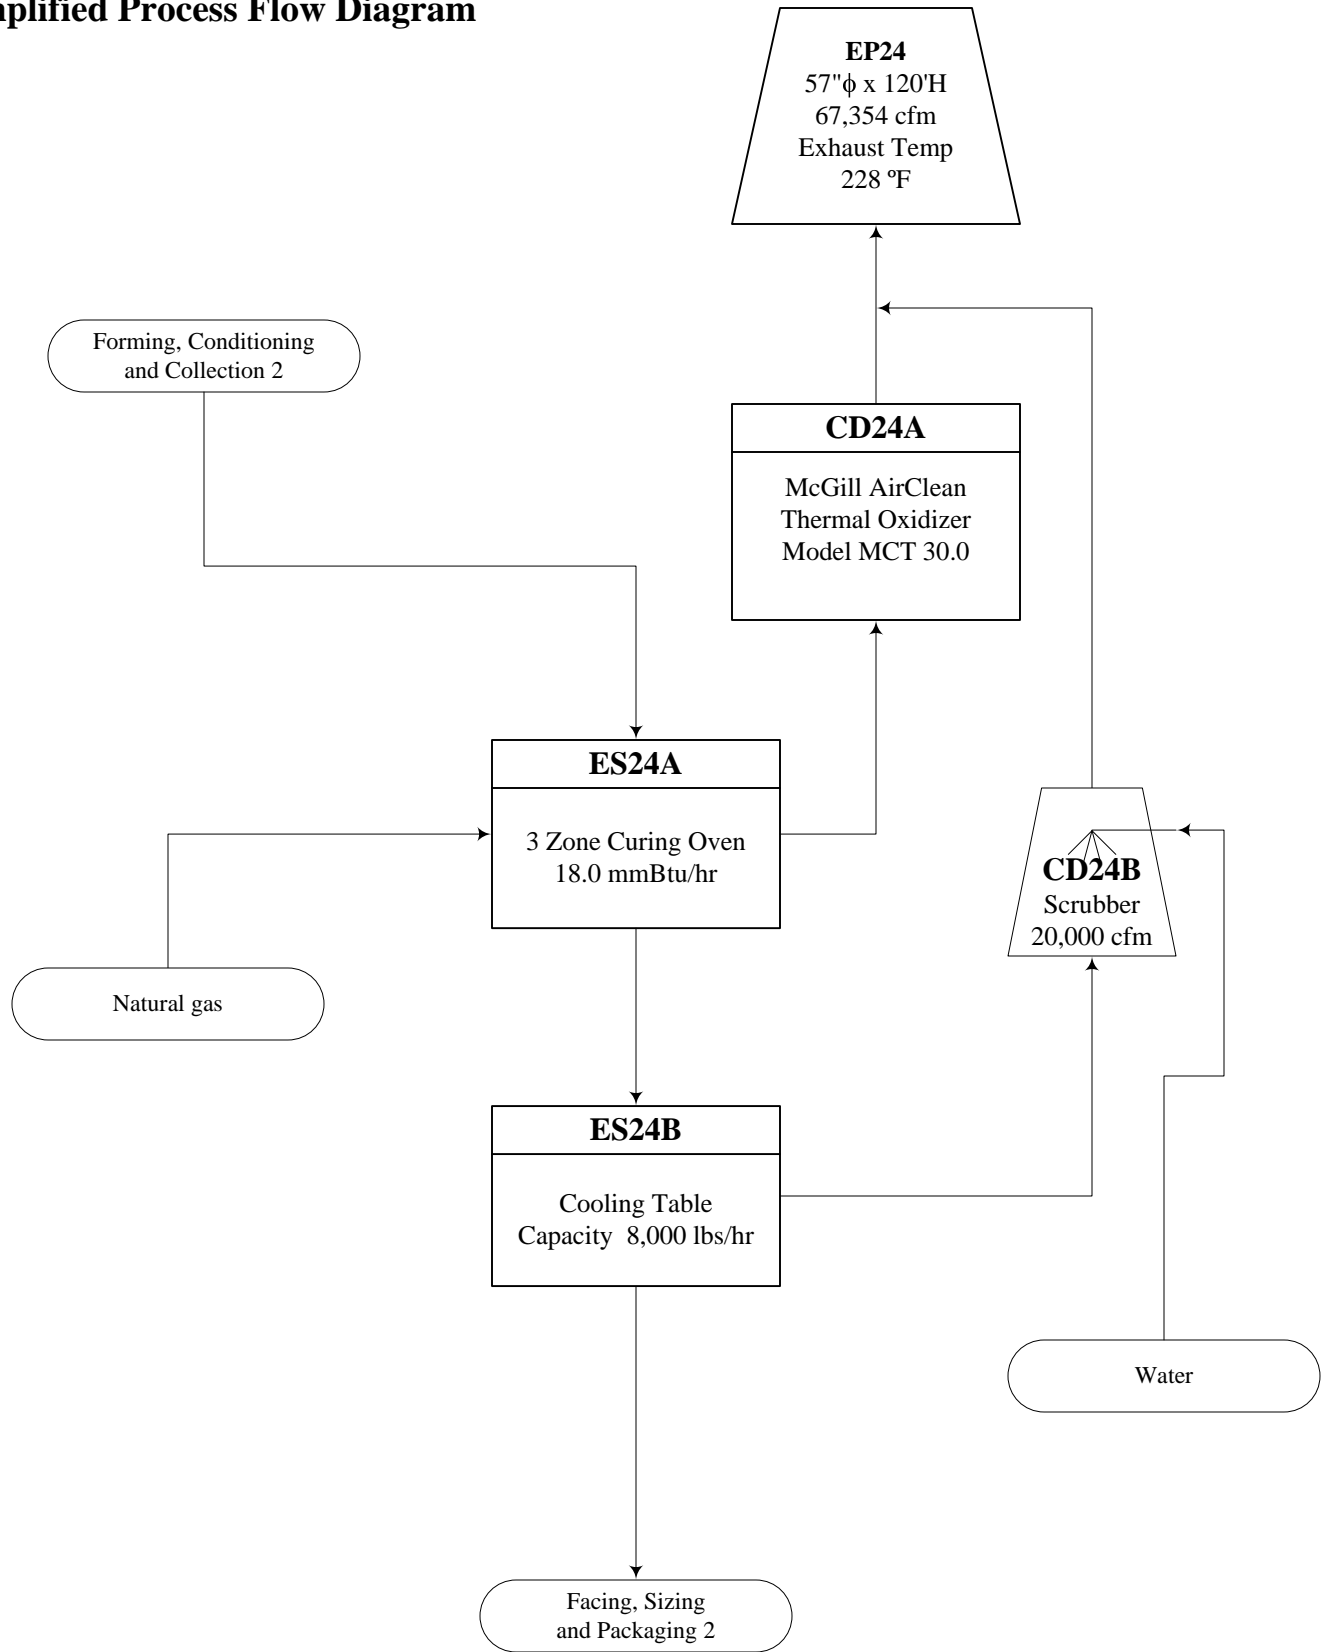 Process Flow Diagram
EP24
57"ϕ x 120'H
67,354 cfm
Exhaust Temp
228 ºF
Forming, Conditioning
and Collection 2
CD24A
McGill AirClean
Thermal Oxidizer
Model MCT 30.0
ES24A
3 Zone Curing Oven
18.0 mmBtu/hr
CD24B
Scrubber
20,000 cfm
Natural gas
ES24B
Cooling Table
Capacity 8,000 lbs/hr
Water
Facing, Sizing
and Packaging 2